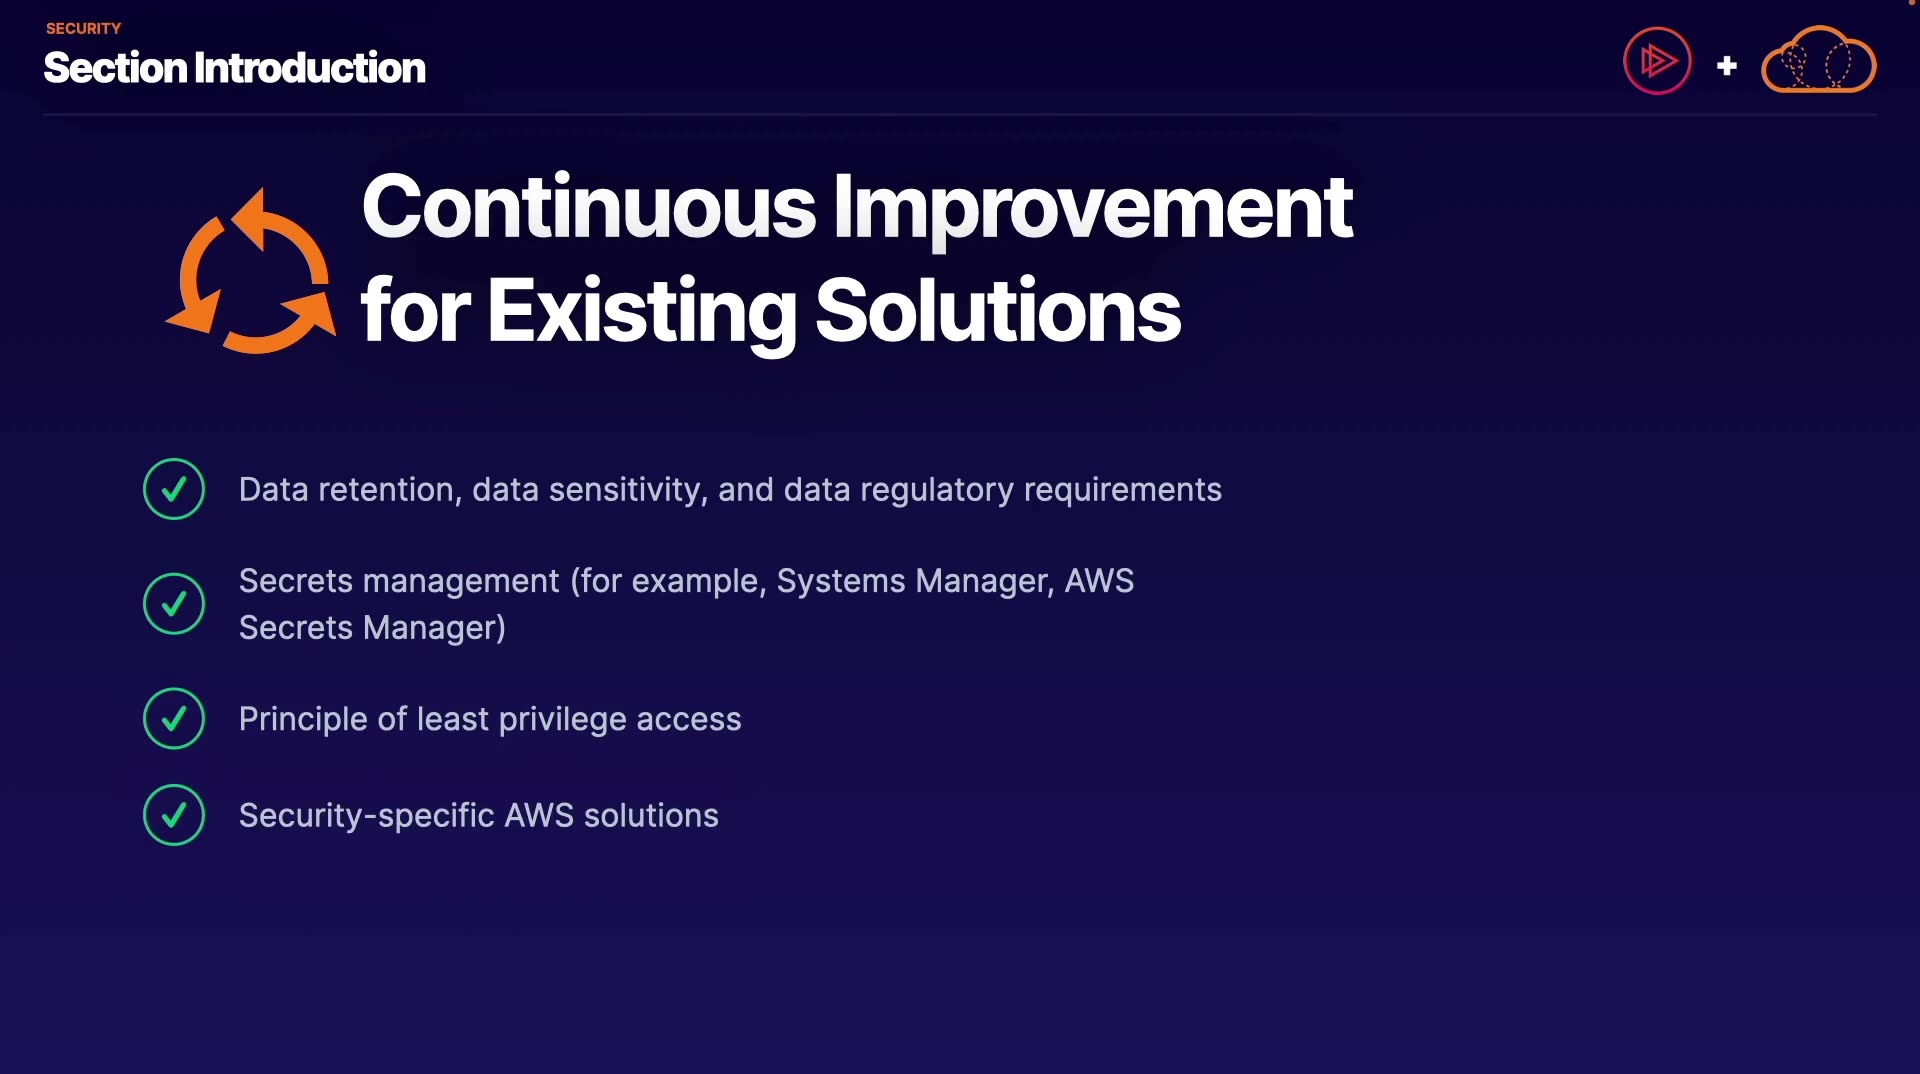 SECURITY
Section Introduction
Continuous Improvement
for Existing Solutions
Data retention, data sensitivity, and data regulatory requirements
Secrets management (for example, Systems Manager, AWS
Secrets Manager)
Principle of least privilege access
Security-specific AWS solutions